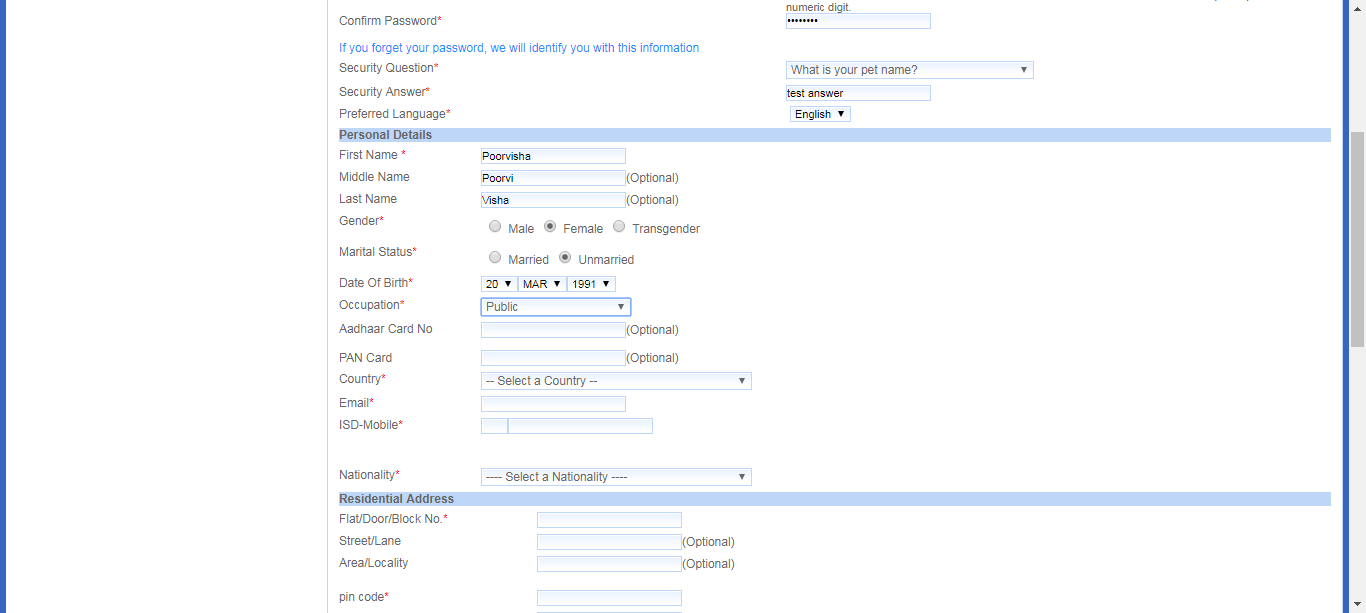 numeric digit.
Confirm Password* ••••••••
If you forget your password, we will identify you with this information
Security Question* What is your pet name?
Security Answer* test answer
Preferred Language* English
Personal Details
First Name * Poorvisha
Middle Name Poorvi (Optional)
Last Name Visha (Optional)
Gender* Male Female Transgender
Marital Status* Married Unmarried
Date Of Birth* 20 MAR 1991
Occupation* Public
Aadhaar Card No (Optional)
PAN Card (Optional)
Country* -- Select a Country --
Email*
ISD-Mobile*
Nationality* ---- Select a Nationality ----
Residential Address
Flat/Door/Block No.*
Street/Lane (Optional)
Area/Locality (Optional)
pin code*